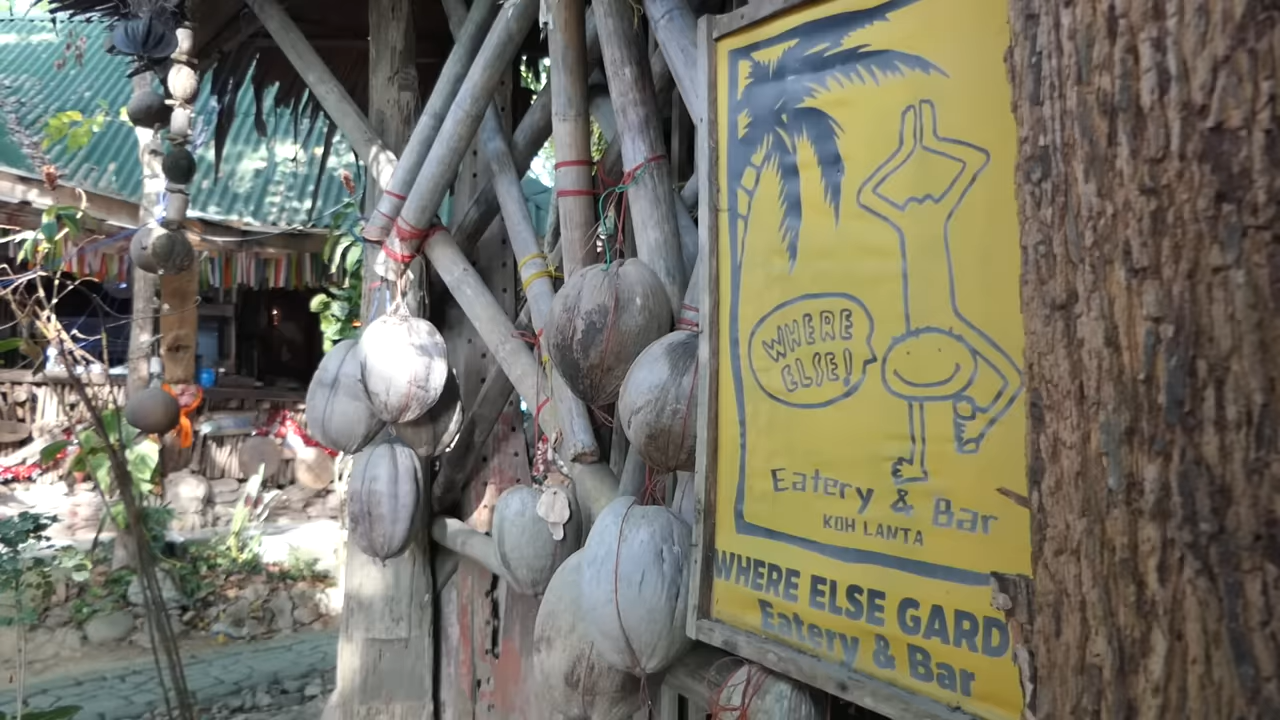 WHERE
ELSE!
Eatery & Bar
KOH LANTA
WHERE ELSE GARD
Eatery & Bar